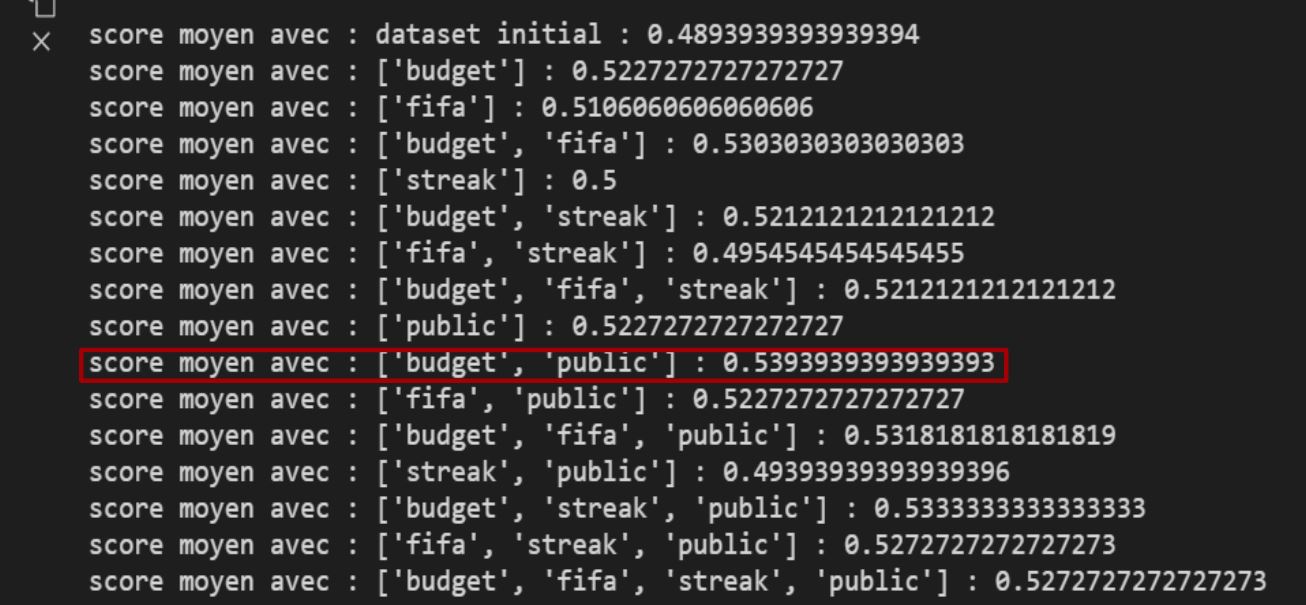 score moyen avec : dataset initial : 0.4893939393939394
score moyen avec : ['budget'] : 0.5227272727272727
score moyen avec : ['fifa'] : 0.5106060606060606
score moyen avec : ['budget', 'fifa'] : 0.5303030303030303
score moyen avec : ['streak'] : 0.5
score moyen avec : ['budget', 'streak'] : 0.5212121212121212
score moyen avec : ['fifa', 'streak'] : 0.4954545454545455
score moyen avec : ['budget', 'fifa', 'streak'] : 0.5212121212121212
score moyen avec : ['public'] : 0.5227272727272727
score moyen avec : ['budget', 'public'] : 0.5393939393939393
score moyen avec : ['fifa', 'public'] : 0.5227272727272727
score moyen avec : ['budget', 'fifa', 'public'] : 0.5318181818181819
score moyen avec : ['streak', 'public'] : 0.49393939393939396
score moyen avec : ['budget', 'streak', 'public'] : 0.5333333333333333
score moyen avec : ['fifa', 'streak', 'public'] : 0.5272727272727273
score moyen avec : ['budget', 'fifa', 'streak', 'public'] : 0.5272727272727273